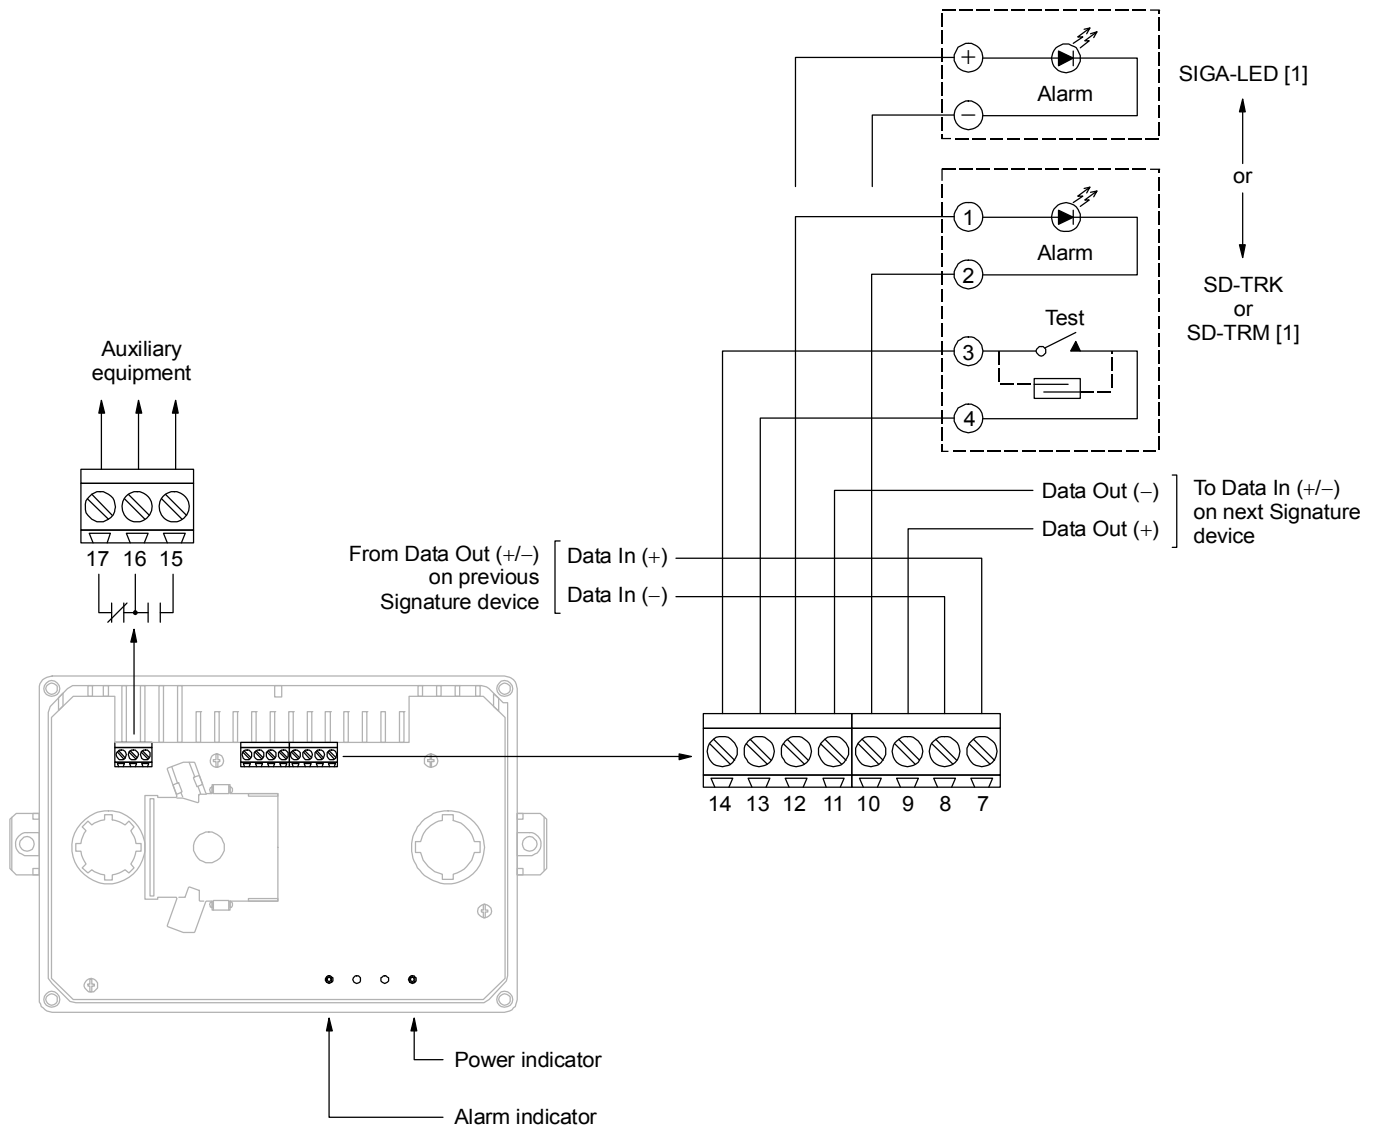 +
Alarm
−
SIGA-LED [1]
or
1
Alarm
2
SD-TRK
or
SD-TRM [1]
Test
3
4
Auxiliary
equipment
17 16 15
Data Out (−)
Data Out (+)
To Data In (+/−)
on next Signature
device
From Data Out (+/−)
on previous
Signature device
Data In (+)
Data In (−)
14 13 12 11 10 9 8 7
Power indicator
Alarm indicator